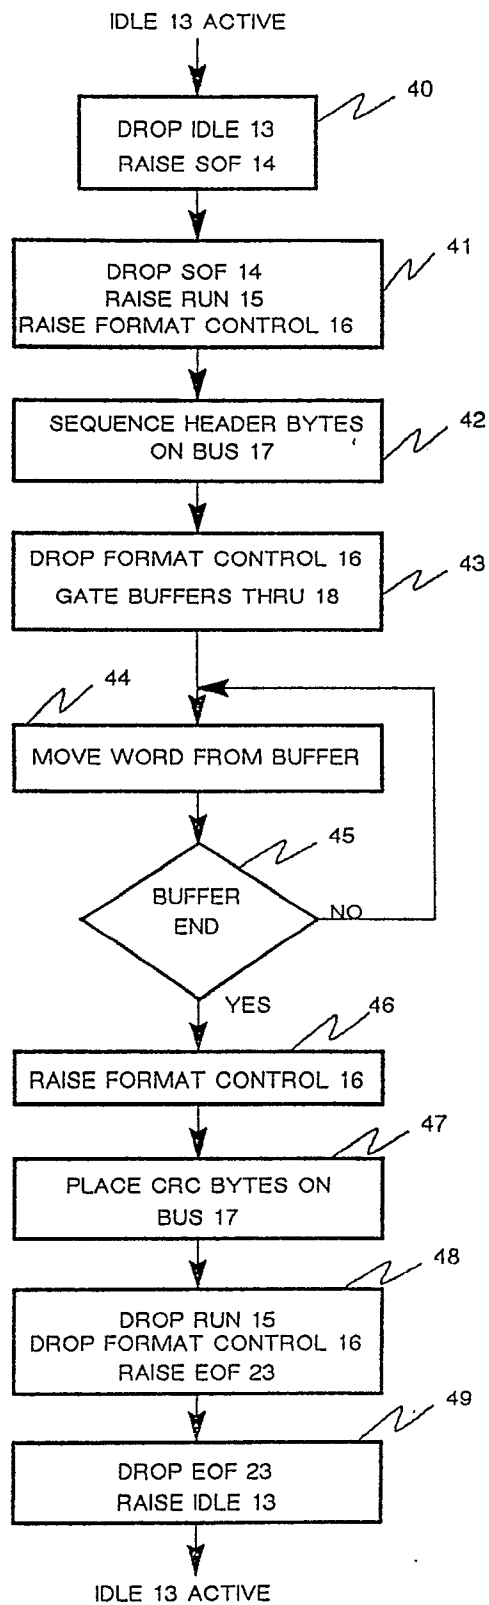 IDLE 13 ACTIVE
40
DROP IDLE 13
RAISE SOF 14
41
DROP SOF 14
RAISE RUN 15
RAISE FORMAT CONTROL 16
42
SEQUENCE HEADER BYTES
ON BUS 17
DROP FORMAT CONTROL 16
43
GATE BUFFERS THRU 18
44
MOVE WORD FROM BUFFER
45
BUFFER
END
NO
YES
46
RAISE FORMAT CONTROL 16
47
PLACE CRC BYTES ON
BUS 17
48
DROP RUN 15
DROP FORMAT CONTROL 16
RAISE EOF 23
49
DROP EOF 23
RAISE IDLE 13
IDLE 13 ACTIVE